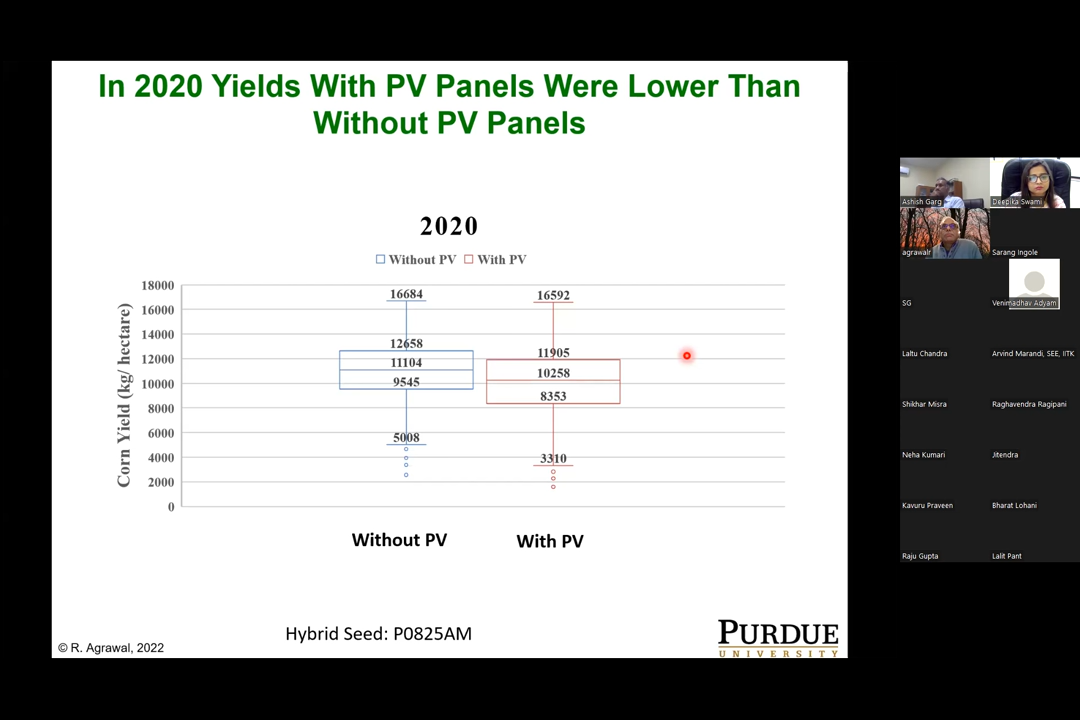 In 2020 Yields With PV Panels Were Lower Than
Without PV Panels
2020
Without PV With PV
18000
16000
14000
12000
10000
8000
6000
4000
2000
0
Corn Yield (kg/ hectare)
16684
12658
11104
9545
5008
16592
11905
10258
8353
3310
Without PV
With PV
Hybrid Seed: P0825AM
© R. Agrawal, 2022
PURDUE
UNIVERSITY
Ashish Garg
Deepika Swami
agrawalr
Sarang Ingole
SG
Venimadhav Adyam
Laltu Chandra
Arvind Marandi, SEE, IITK
Shikhar Misra
Raghavendra Ragipani
Neha Kumari
Jitendra
Kavuru Praveen
Bharat Lohani
Raju Gupta
Lalit Pant